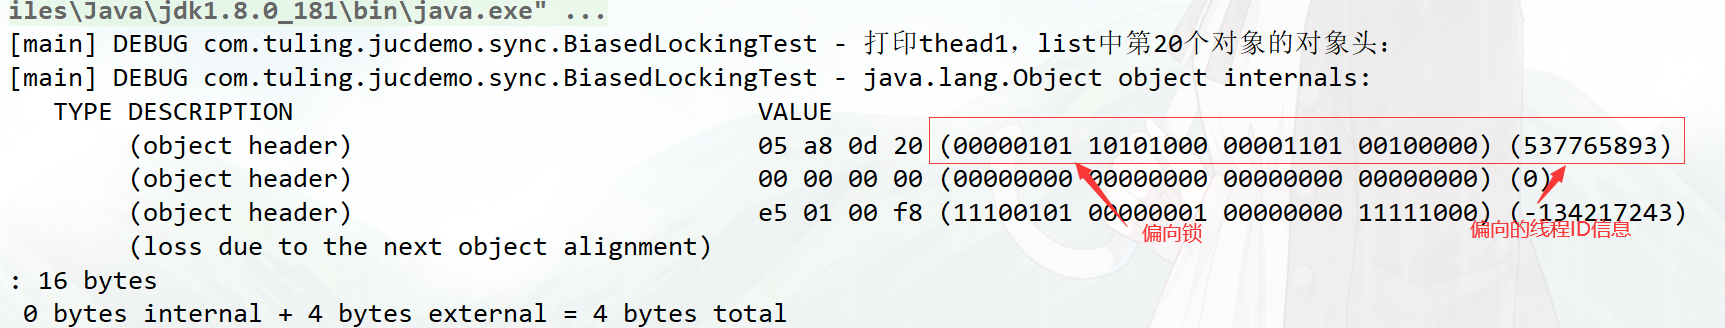 iles\Java\jdk1.8.0_181\bin\java.exe" ...
[main] DEBUG com.tuling.jucdemo.sync.BiasedLockingTest - 打印thead1，list中第20个对象的对象头：
[main] DEBUG com.tuling.jucdemo.sync.BiasedLockingTest - java.lang.Object object internals:
TYPE DESCRIPTION VALUE
(object header) 05 a8 0d 20 (00000101 10101000 00001101 00100000) (537765893)
(object header) 00 00 00 00 (00000000 00000000 00000000 00000000) (0)
(object header) e5 01 00 f8 (11100101 00000001 00000000 11111000) (-134217243)
偏向锁 偏向的线程ID信息
(loss due to the next object alignment)
: 16 bytes
0 bytes internal + 4 bytes external = 4 bytes total